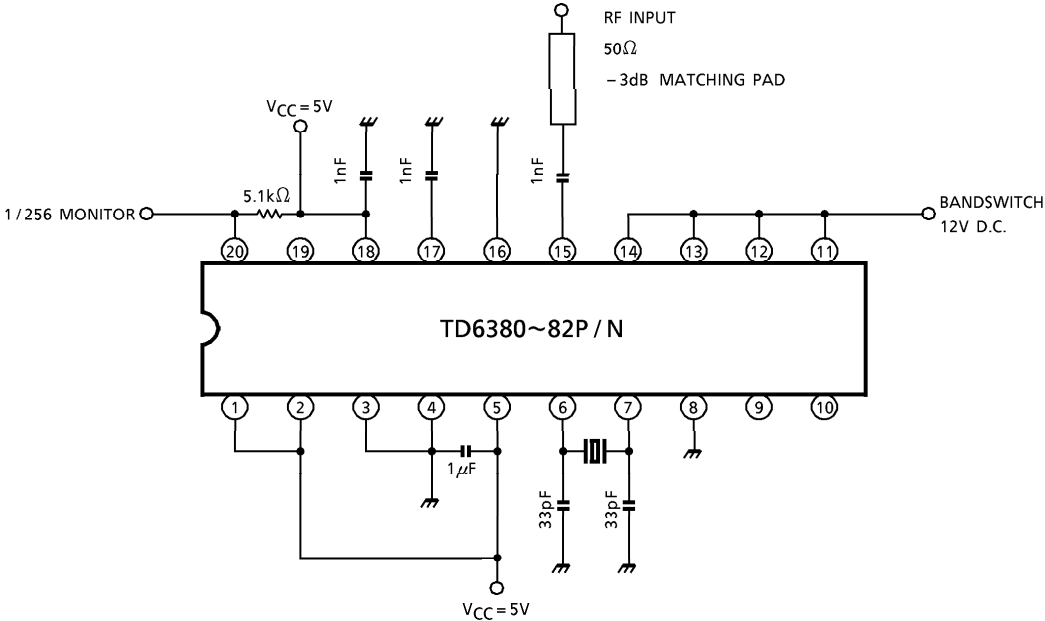 RF INPUT
50Ω
−3dB MATCHING PAD
VCC=5V
1nF
1nF
1nF
5.1kΩ
1/256 MONITOR
BANDSWITCH
12V D.C.
20 19 18 17 16 15 14 13 12 11
TD6380~82P/N
1 2 3 4 5 6 7 8 9 10
1μF
33pF
33pF
VCC=5V